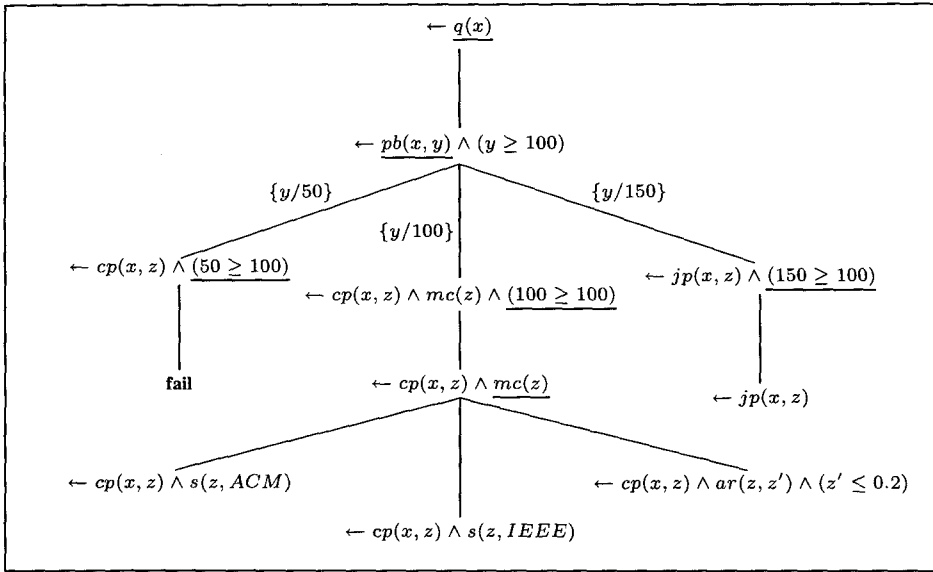 ← q(x)
← pb(x, y) ∧ (y ≥ 100)
{y/50}
{y/150}
{y/100}
← cp(x, z) ∧ (50 ≥ 100)
← jp(x, z) ∧ (150 ≥ 100)
← cp(x, z) ∧ mc(z) ∧ (100 ≥ 100)
fail
← cp(x, z) ∧ mc(z)
← jp(x, z)
← cp(x, z) ∧ s(z, ACM)
← cp(x, z) ∧ ar(z, z′) ∧ (z′ ≤ 0.2)
← cp(x, z) ∧ s(z, IEEE)